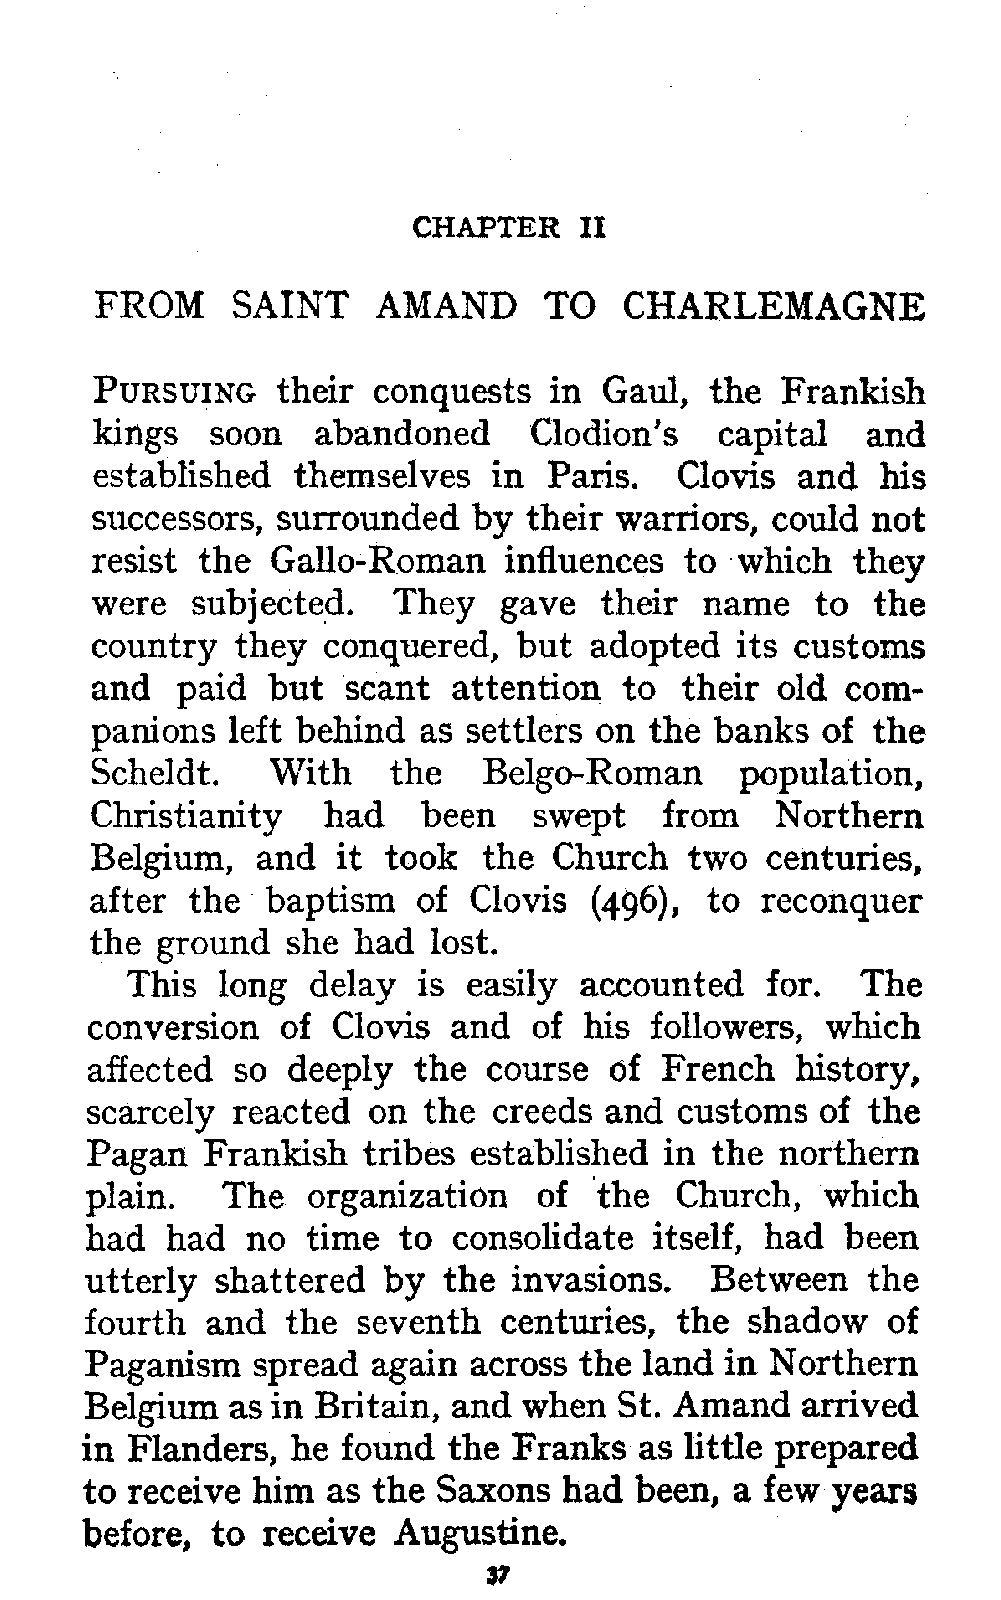 CHAPTER II
FROM SAINT AMAND TO CHARLEMAGNE
PURSUING their conquests in Gaul, the Frankish
kings soon abandoned Clodion's capital and
established themselves in Paris. Clovis and his
successors, surrounded by their warriors, could not
resist the Gallo-Roman influences to which they
were subjected. They gave their name to the
country they conquered, but adopted its customs
and paid but scant attention to their old com-
panions left behind as settlers on the banks of the
Scheldt. With the Belgo-Roman population,
Christianity had been swept from Northern
Belgium, and it took the Church two centuries,
after the baptism of Clovis (496), to reconquer
the ground she had lost.
This long delay is easily accounted for. The
conversion of Clovis and of his followers, which
affected so deeply the course of French history,
scarcely reacted on the creeds and customs of the
Pagan Frankish tribes established in the northern
plain. The organization of the Church, which
had had no time to consolidate itself, had been
utterly shattered by the invasions. Between the
fourth and the seventh centuries, the shadow of
Paganism spread again across the land in Northern
Belgium as in Britain, and when St. Amand arrived
in Flanders, he found the Franks as little prepared
to receive him as the Saxons had been, a few years
before, to receive Augustine.
37